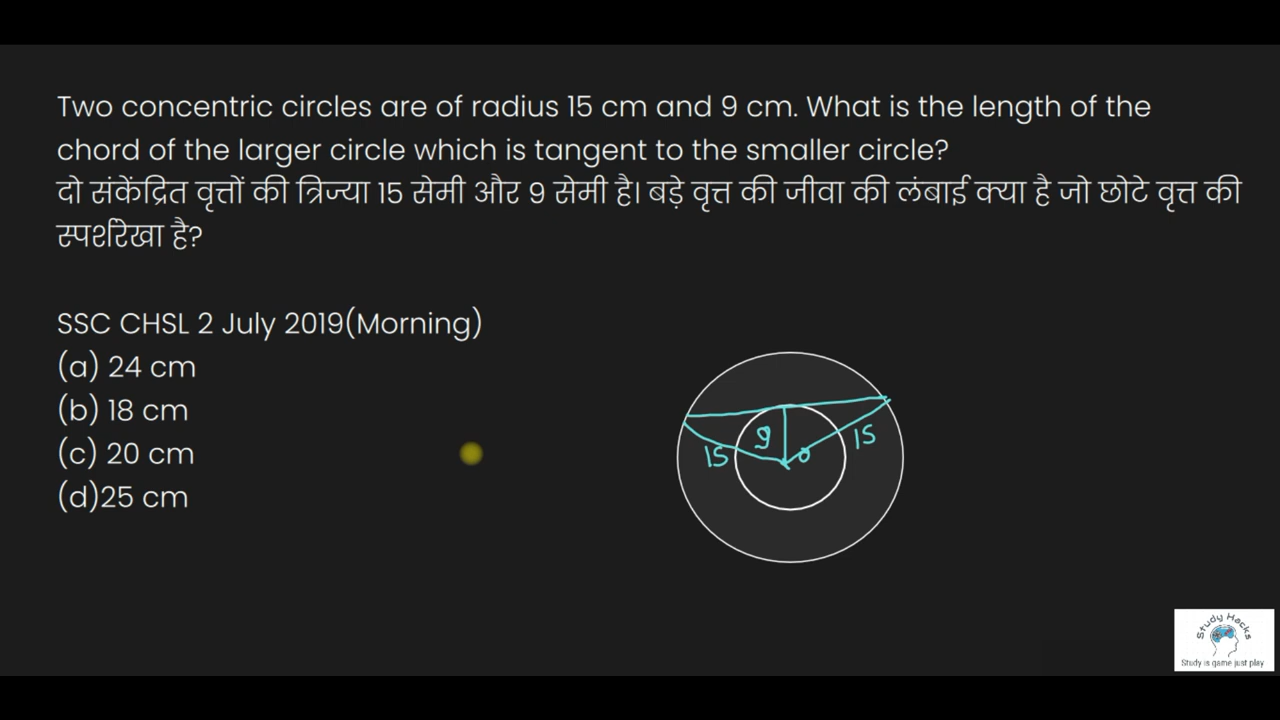 Two concentric circles are of radius 15 cm and 9 cm. What is the length of the
chord of the larger circle which is tangent to the smaller circle?
दो संकेंद्रित वृत्तों की त्रिज्या 15 सेमी और 9 सेमी है। बड़े वृत्त की जीवा की लंबाई क्या है जो छोटे वृत्त की
स्पर्शरेखा है?
SSC CHSL 2 July 2019(Morning)
(a) 24 cm
(b) 18 cm
(c) 20 cm
(d)25 cm
9
15
15
o
Study Hacks
Study is game just play